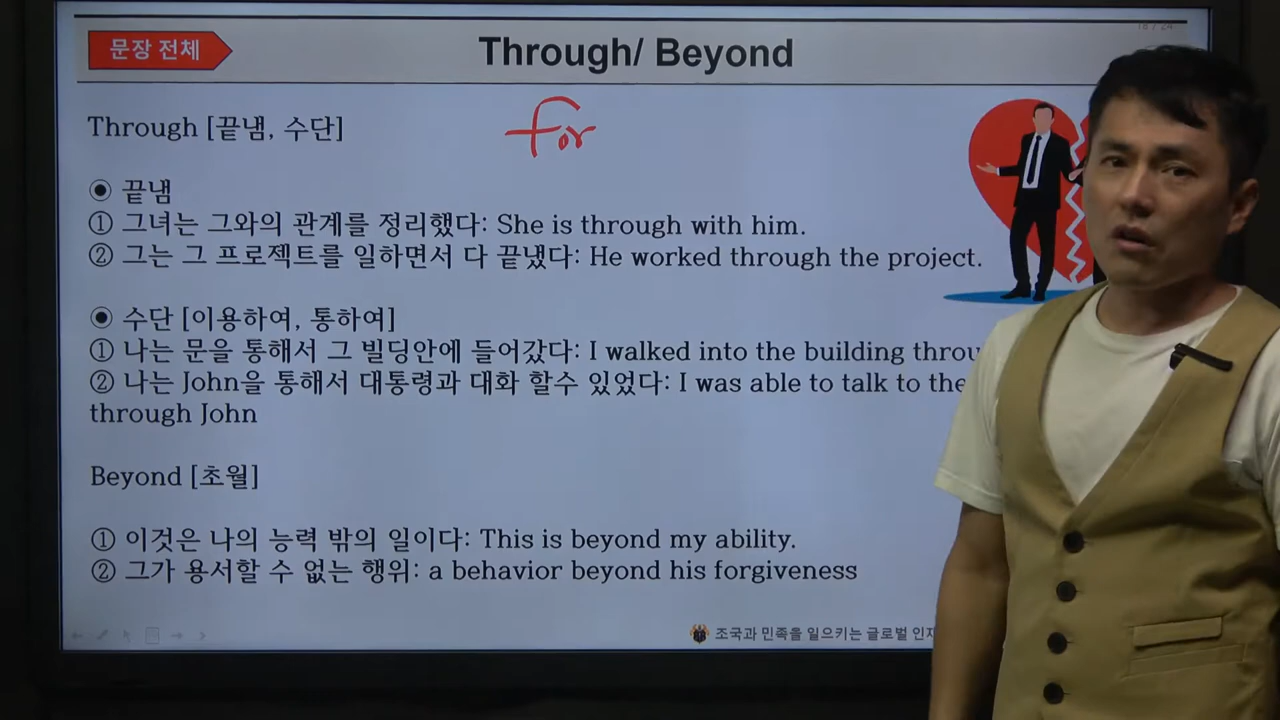 문장 전체
Through/ Beyond
Through [끝냄, 수단]
for
◉ 끝냄
① 그녀는 그와의 관계를 정리했다: She is through with him.
② 그는 그 프로젝트를 일하면서 다 끝냈다: He worked through the project.
◉ 수단 [이용하여, 통하여]
① 나는 문을 통해서 그 빌딩안에 들어갔다: I walked into the building
② 나는 John을 통해서 대통령과 대화 할수 있었다: I was able to talk to the
through John
Beyond [초월]
① 이것은 나의 능력 밖의 일이다: This is beyond my ability.
② 그가 용서할 수 없는 행위: a behavior beyond his forgiveness
조국과 민족을 일으키는 글로벌